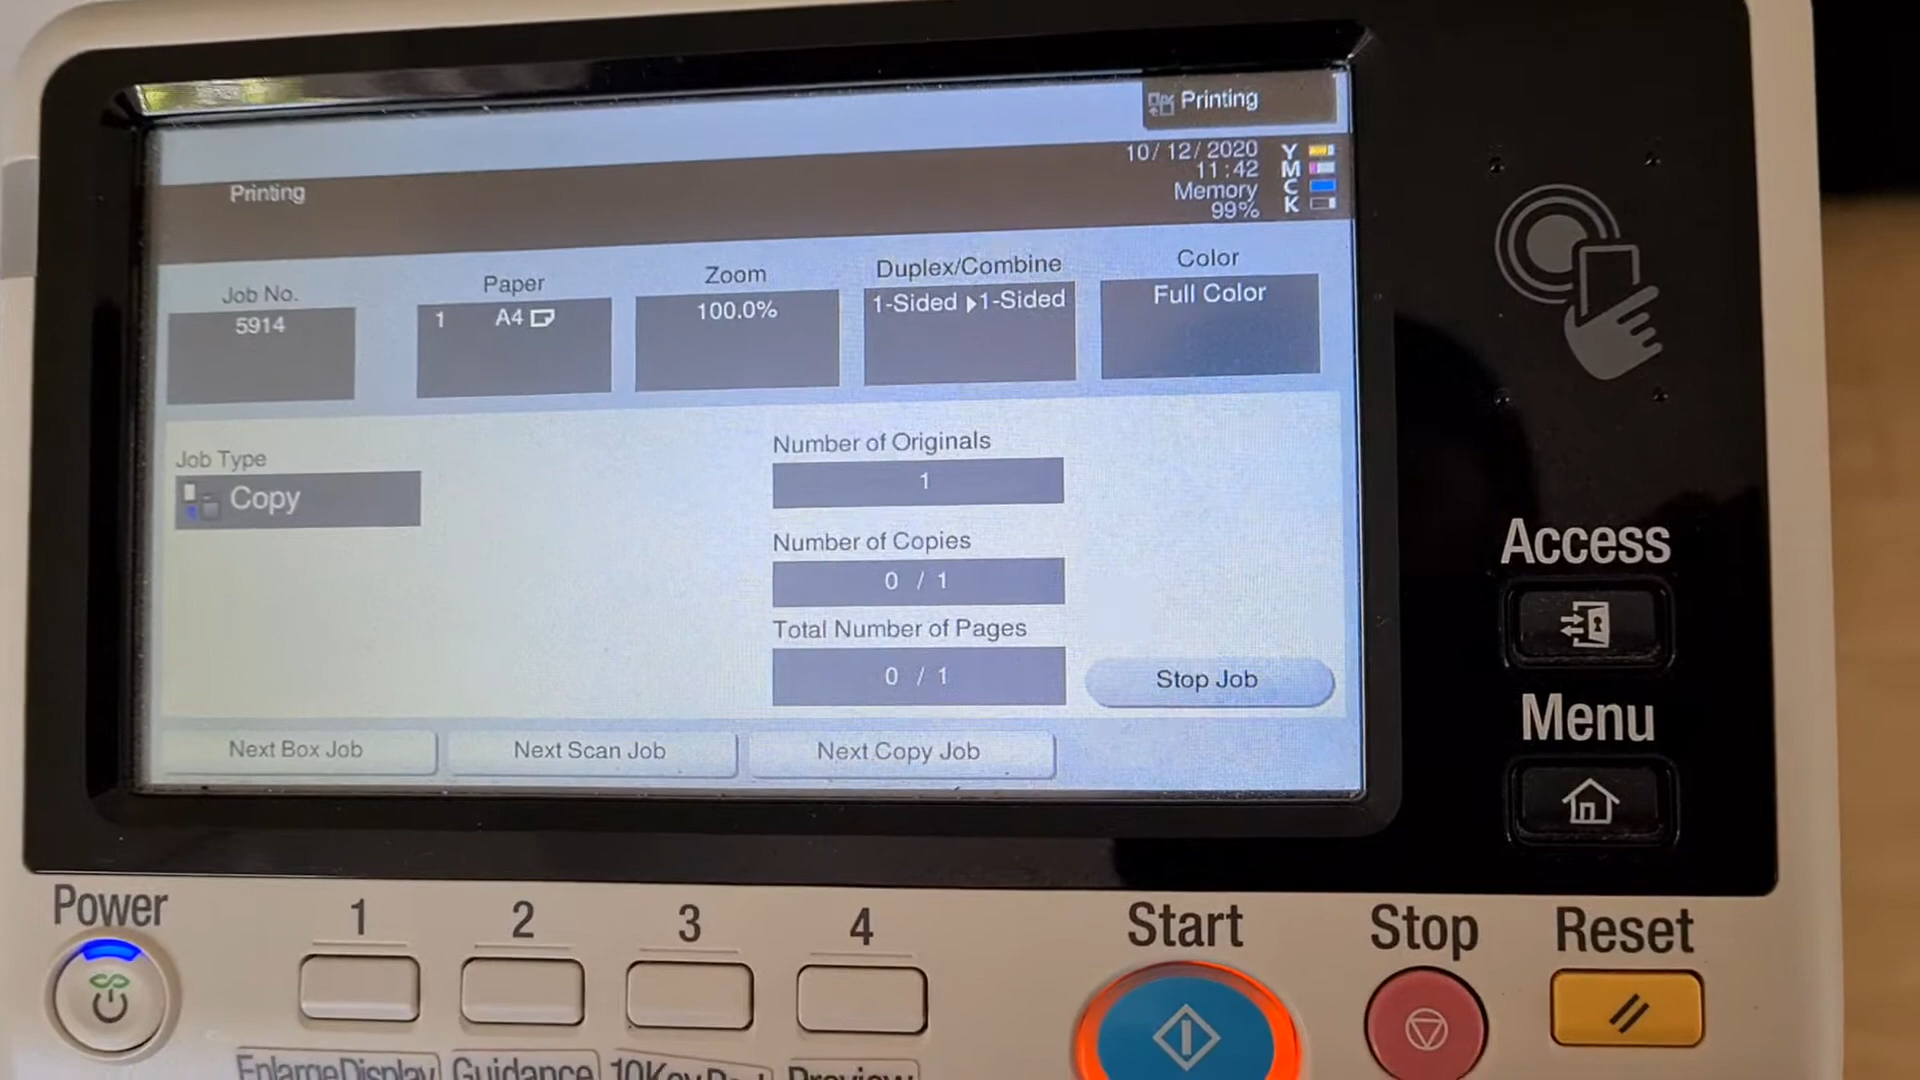 Printing
10/12/2020
11:42
Memory
99%
Y
M
C
K
Printing
Job No.
5914
Paper
1 A4
Zoom
100.0%
Duplex/Combine
1-Sided ▶1-Sided
Color
Full Color
Job Type
Copy
Number of Originals
1
Number of Copies
0 / 1
Total Number of Pages
0 / 1
Stop Job
Next Box Job
Next Scan Job
Next Copy Job
Access
Menu
Power
1
2
3
4
Start
Stop
Reset
EnlargeDisplay
Guidance
10KeyPad
Preview